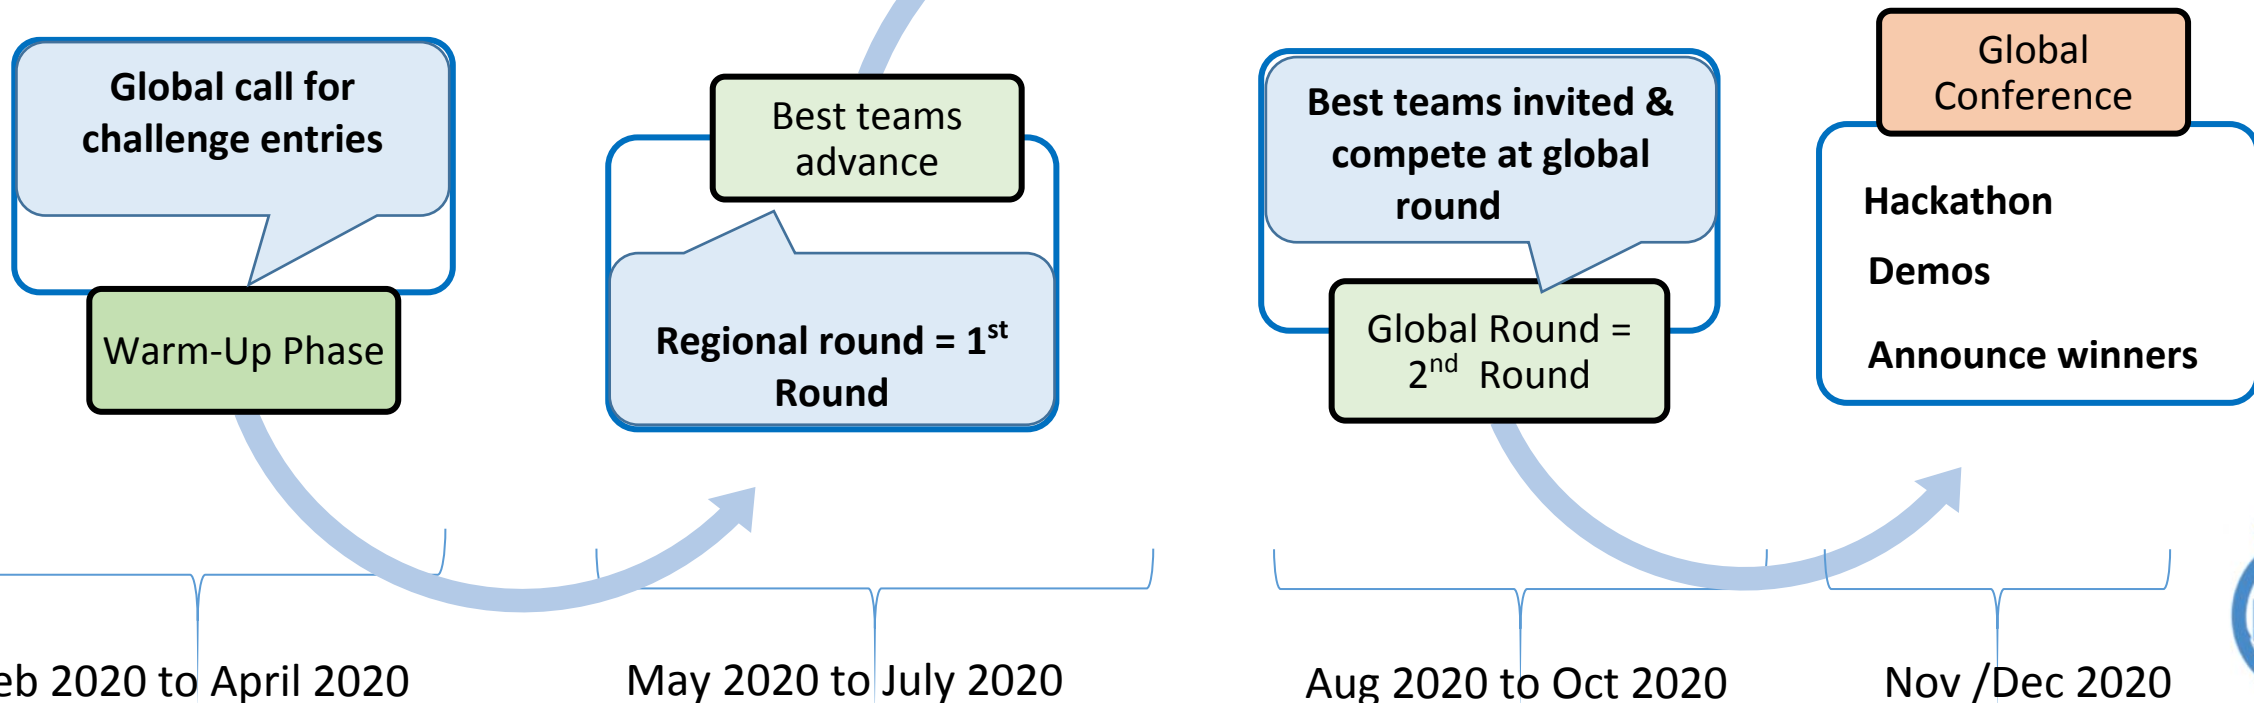 Global call for
challenge entries
Warm-Up Phase
Best teams
advance
Regional round = 1st
Round
Best teams invited &
compete at global
round
Global Round =
2nd Round
Global
Conference
Hackathon
Demos
Announce winners
2020 to April 2020
May 2020 to July 2020
Aug 2020 to Oct 2020
Nov /Dec 2020